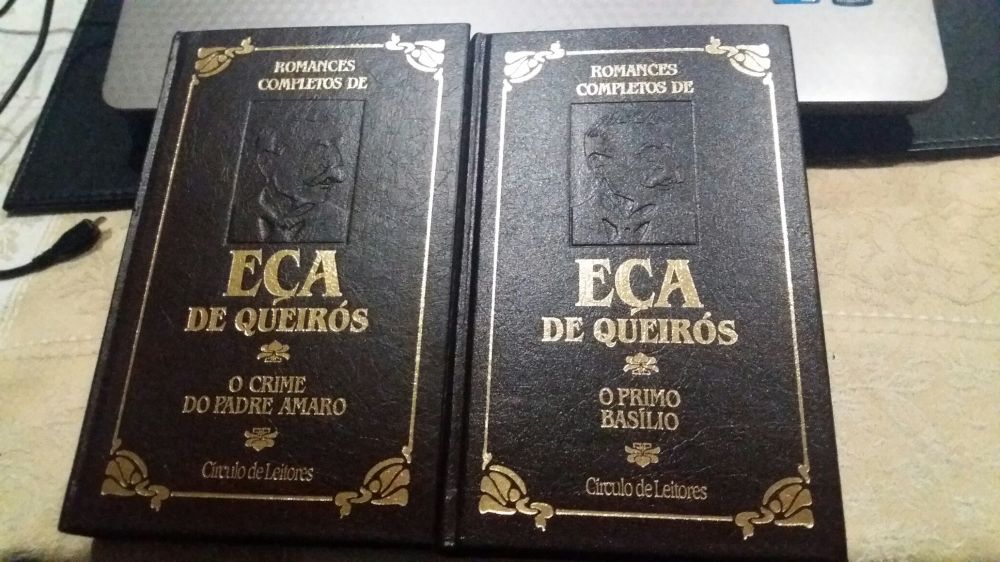 ROMANCES
COMPLETOS DE
EÇA
DE QUEIRÓS
O CRIME
DO PADRE AMARO
Círculo de Leitores
ROMANCES
COMPLETOS DE
EÇA
DE QUEIRÓS
O PRIMO
BASÍLIO
Círculo de Leitores